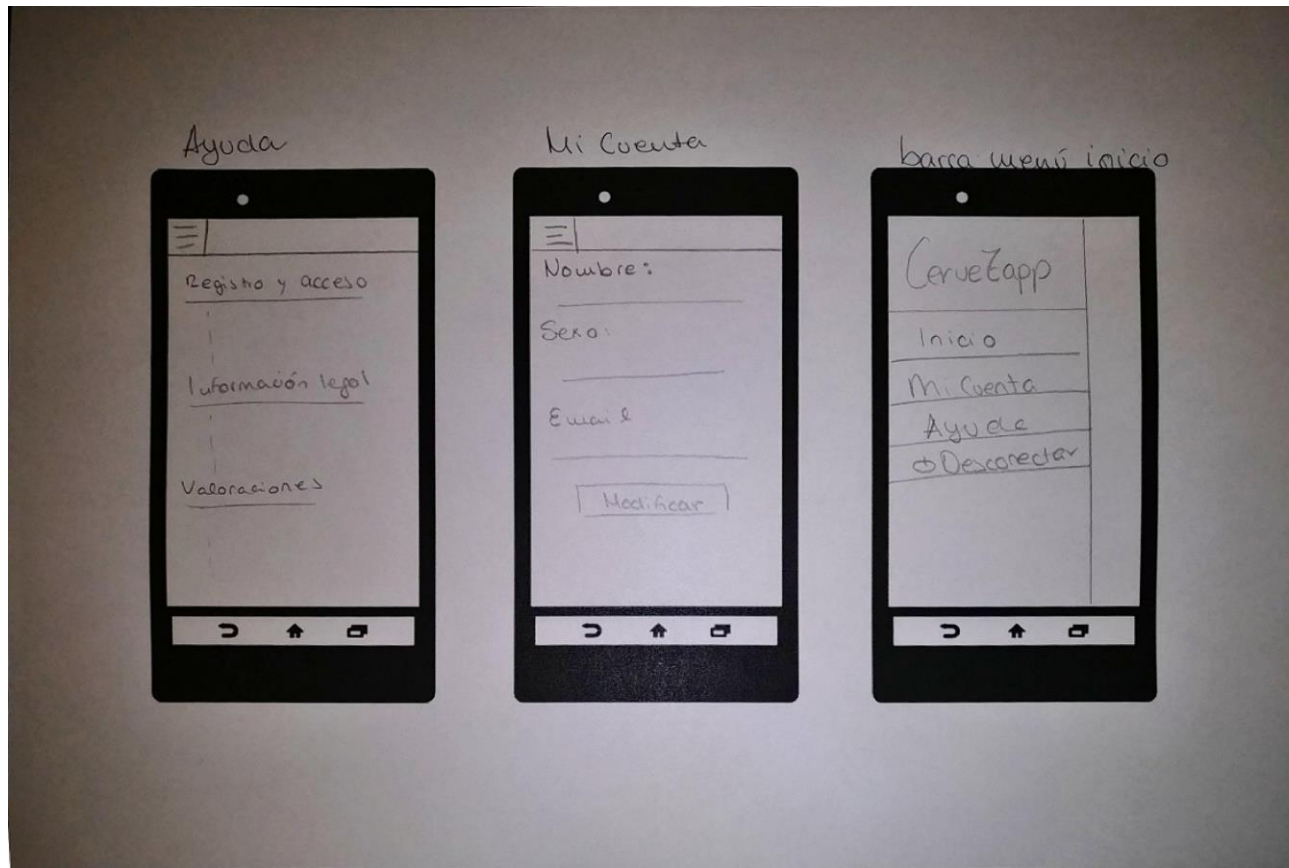 Ayuda
Registro y acceso
Información legal
Valoraciones
Mi Cuenta
Nombre:
Sexo:
Email
Modificar
barra menú inicio
CerveZapp
Inicio
Mi Cuenta
Ayuda
Desconectar